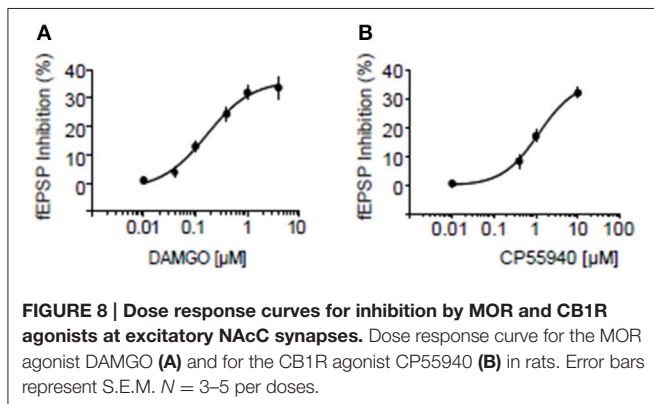 A
fEPSP Inhibition (%)
40
30
20
10
0
0.01 0.1 1 10
DAMGO [µM]
B
fEPSP Inhibition (%)
40
30
20
10
0
0.01 0.1 1 10 100
CP55940 [µM]
FIGURE 8 | Dose response curves for inhibition by MOR and CB1R
agonists at excitatory NAcC synapses. Dose response curve for the MOR
agonist DAMGO (A) and for the CB1R agonist CP55940 (B) in rats. Error bars
represent S.E.M. N = 3–5 per doses.